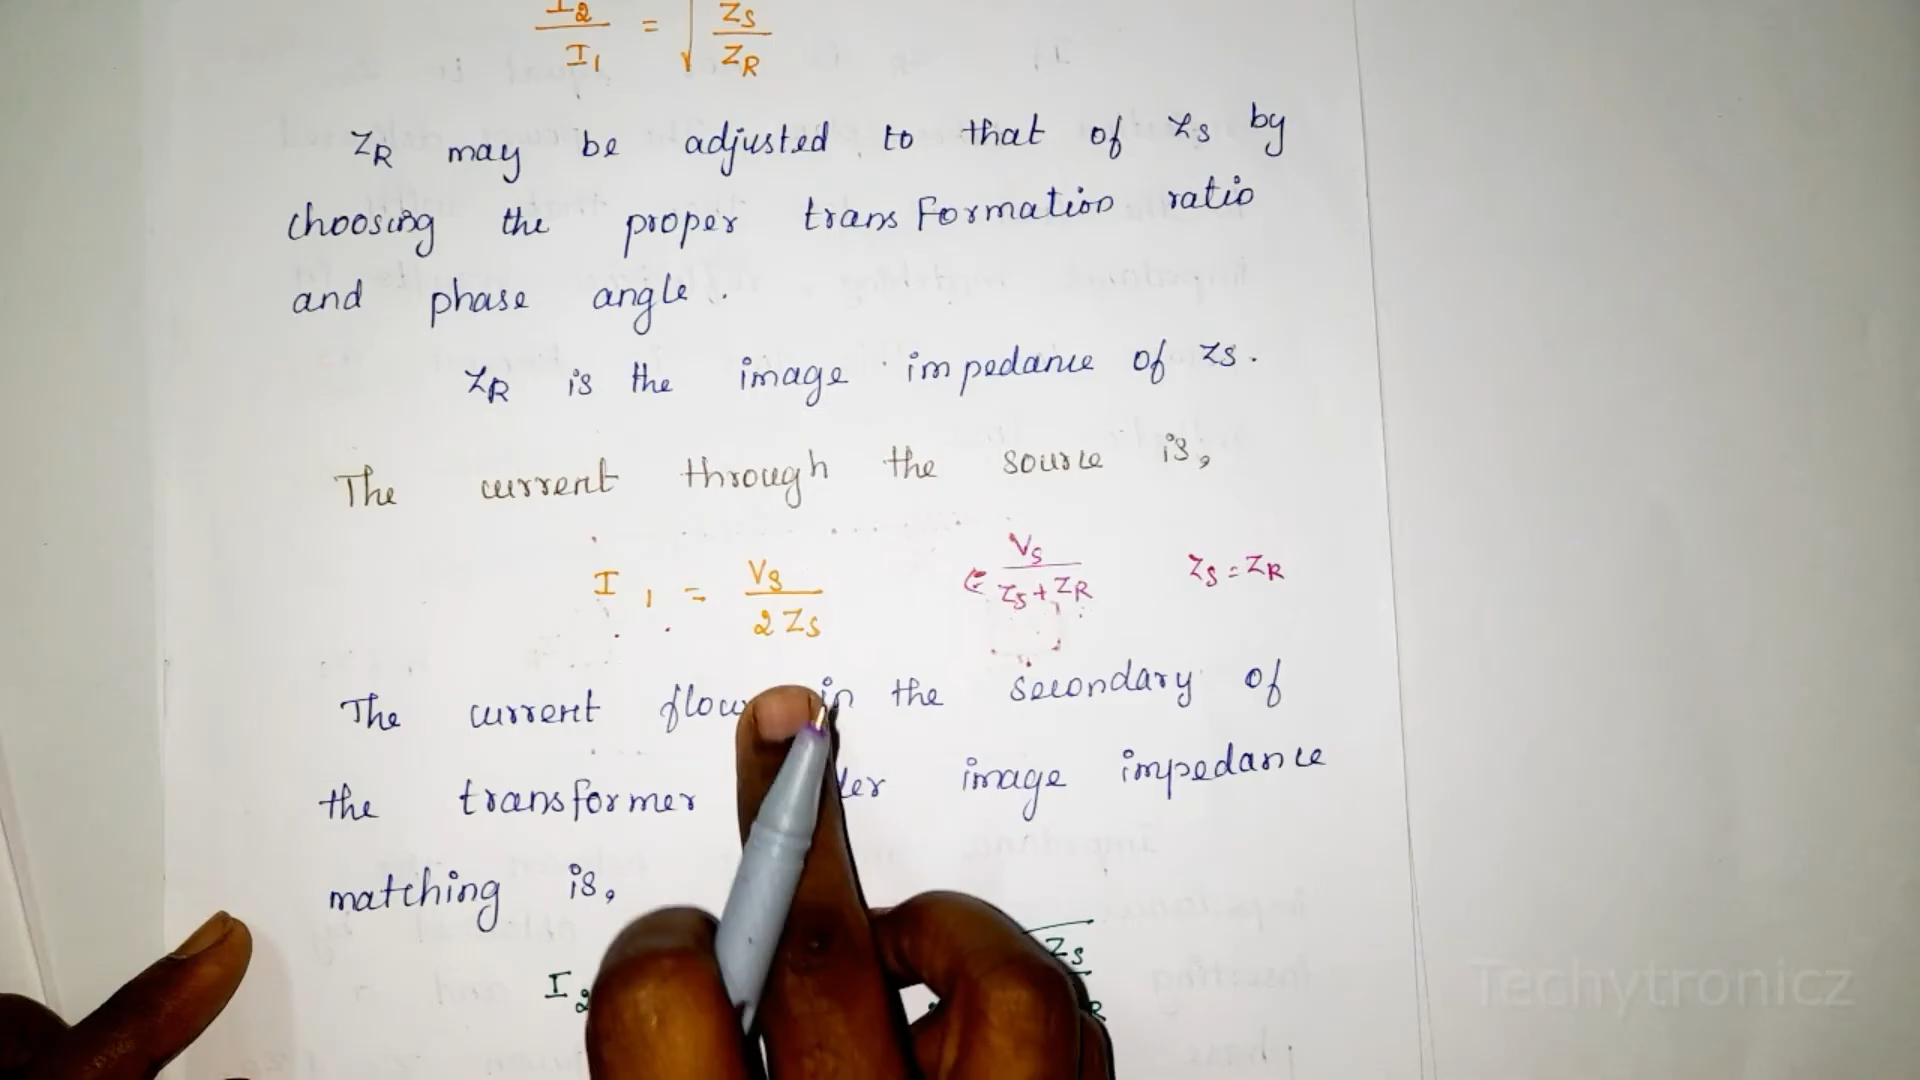 I2/I1 = √ZS/ZR
ZR may be adjusted to that of ZS by
choosing the proper transFormation ratio
and phase angle.
ZR is the image impedance of ZS.
The current through the source is,
I1 = VS/2ZS ∈ VS/ZS+ZR ZS = ZR
The current in the secondary of
the transformer image impedance
matching is,
I2 ZS
Techytronicz